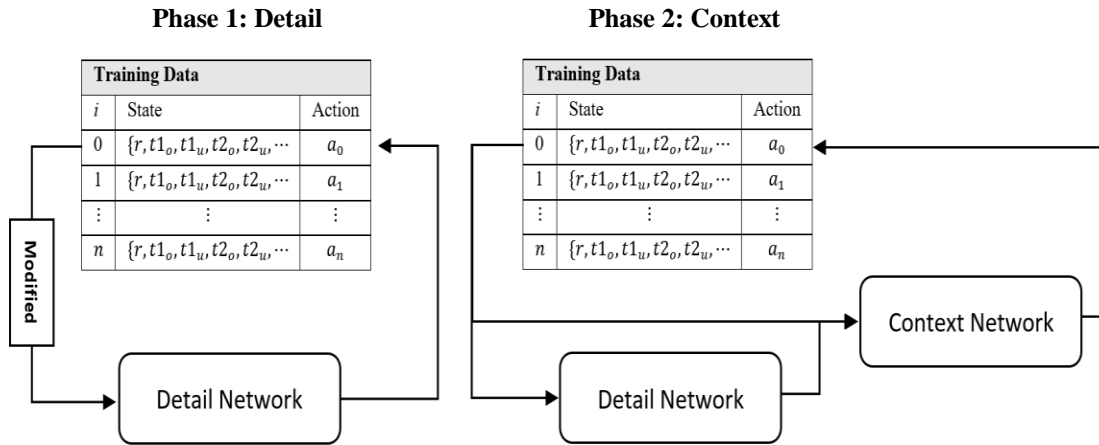 Phase 1: Detail
Training Data
i State Action
0 {r, t1ₒ, t1ᵤ, t2ₒ, t2ᵤ, ⋯ a₀
1 {r, t1ₒ, t1ᵤ, t2ₒ, t2ᵤ, ⋯ a₁
⋮ ⋮ ⋮
n {r, t1ₒ, t1ᵤ, t2ₒ, t2ᵤ, ⋯ aₙ
Modified
Detail Network
Phase 2: Context
Training Data
i State Action
0 {r, t1ₒ, t1ᵤ, t2ₒ, t2ᵤ, ⋯ a₀
1 {r, t1ₒ, t1ᵤ, t2ₒ, t2ᵤ, ⋯ a₁
⋮ ⋮ ⋮
n {r, t1ₒ, t1ᵤ, t2ₒ, t2ᵤ, ⋯ aₙ
Context Network
Detail Network